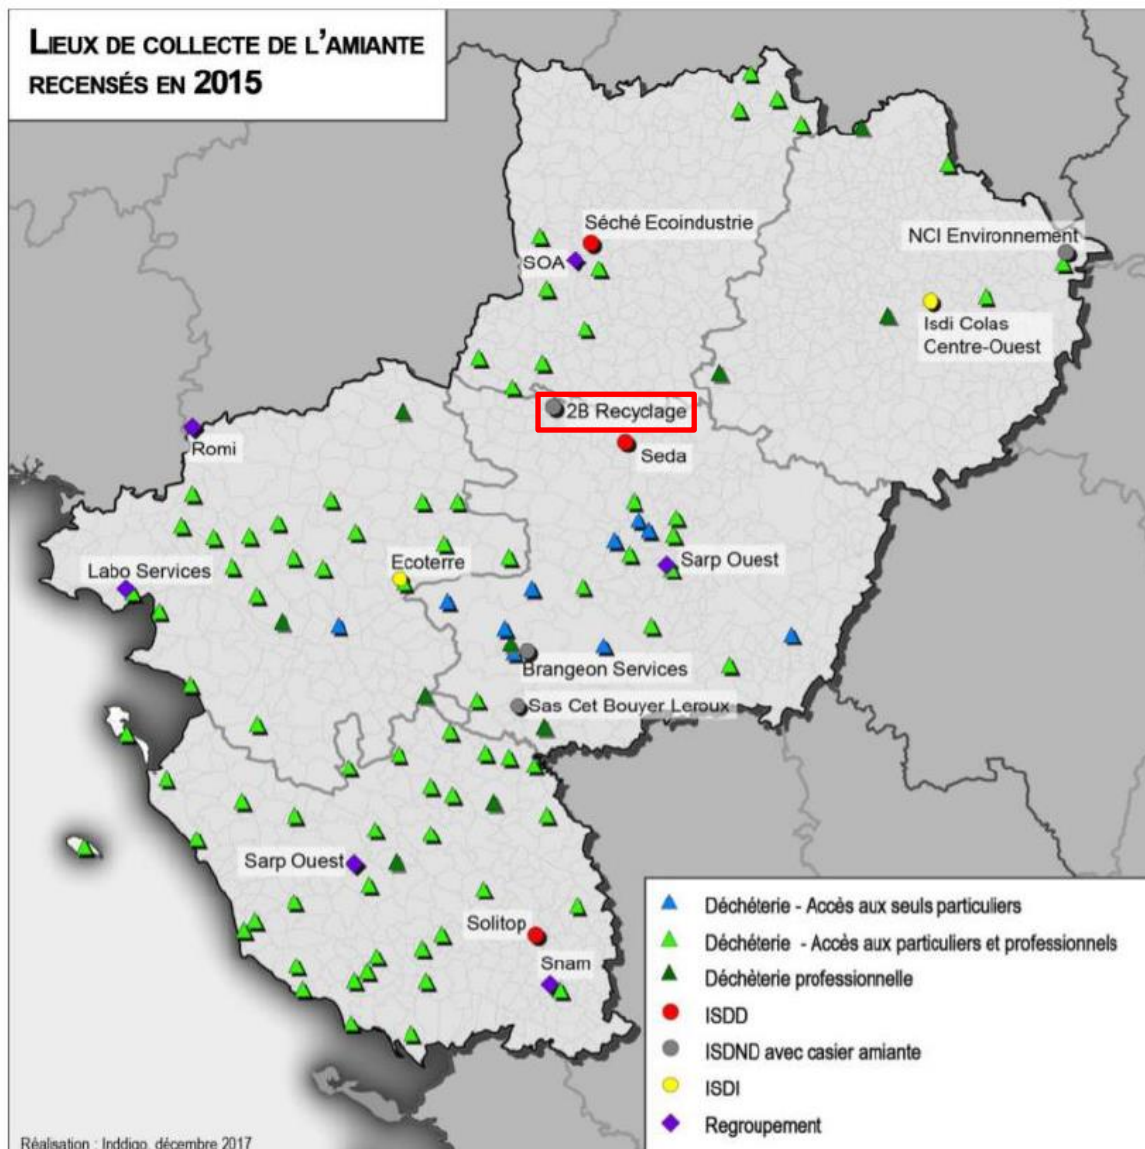 LIEUX DE COLLECTE DE L'AMIANTE
RECENSÉS EN 2015
Séché Ecoindustrie
NCI Environnement
SOA
Isdi Colas
Centre-Ouest
2B Recyclage
Romi
Seda
Ecoterre
Sarp Ouest
Labo Services
Brangeon Services
Sas Cet Bouyer Leroux
Sarp Ouest
Solitop
Snam
Déchéterie - Accès aux seuls particuliers
Déchéterie - Accès aux particuliers et professionnels
Déchèterie professionnelle
ISDD
ISDND avec casier amiante
ISDI
Regroupement
Réalisation : Inddigo, décembre 2017